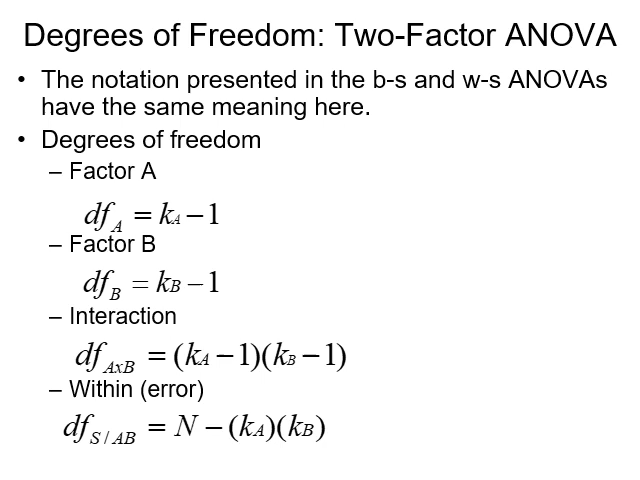 Degrees of Freedom: Two-Factor ANOVA
• The notation presented in the b-s and w-s ANOVAs
have the same meaning here.
• Degrees of freedom
– Factor A
df_A = k_A − 1
– Factor B
df_B = k_B − 1
– Interaction
df_AxB = (k_A − 1)(k_B − 1)
– Within (error)
df_S/AB = N − (k_A)(k_B)